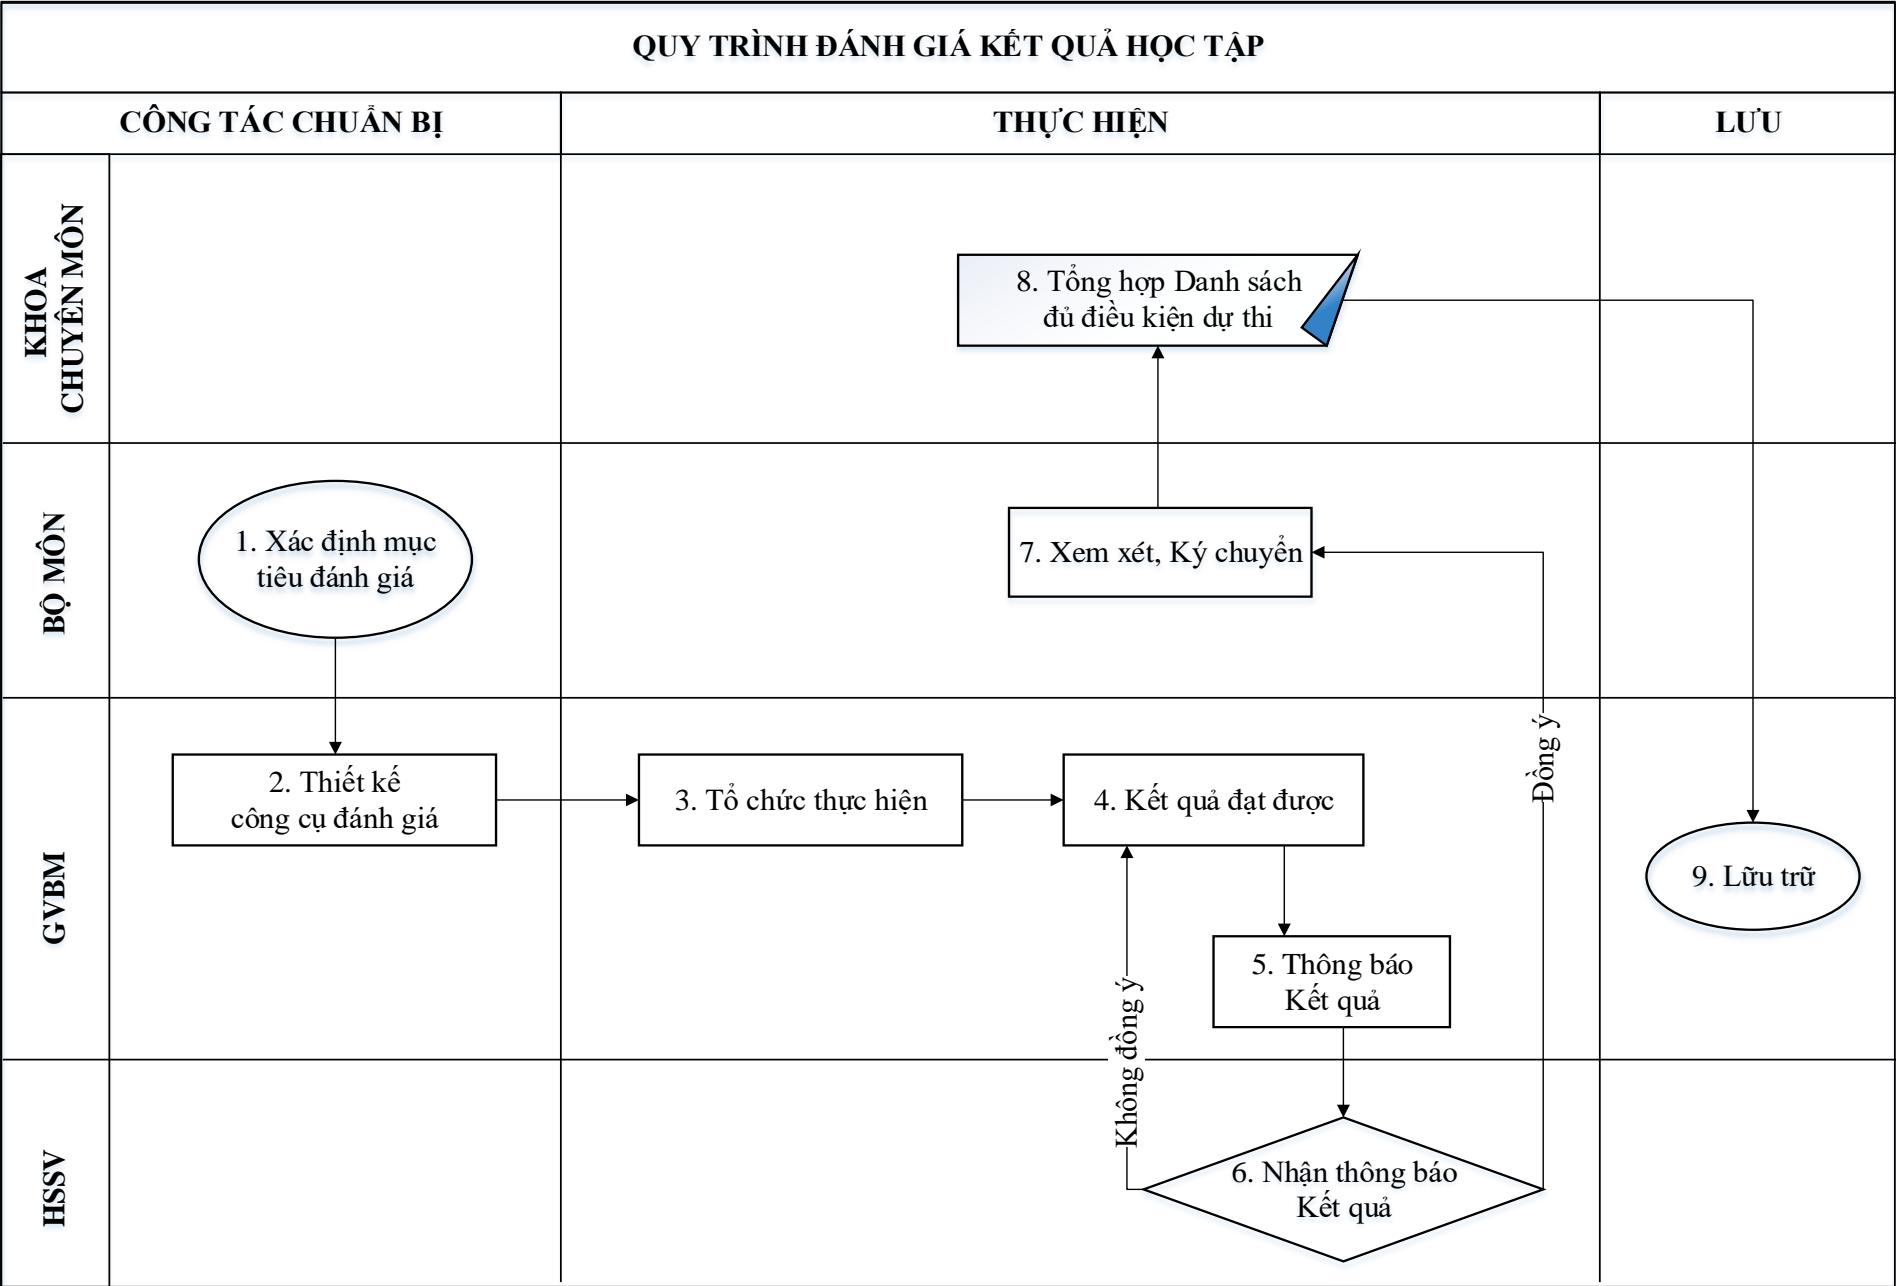 QUY TRÌNH ĐÁNH GIÁ KẾT QUẢ HỌC TẬP
CÔNG TÁC CHUẨN BỊ
THỰC HIỆN
LƯU
KHOA
CHUYÊN MÔN
8. Tổng hợp Danh sách
đủ điều kiện dự thi
BỘ MÔN
1. Xác định mục
tiêu đánh giá
7. Xem xét, Ký chuyển
GVBM
2. Thiết kế
công cụ đánh giá
3. Tổ chức thực hiện
4. Kết quả đạt được
Đồng ý
9. Lữu trữ
5. Thông báo
Kết quả
Không đồng ý
HSSV
6. Nhận thông báo
Kết quả